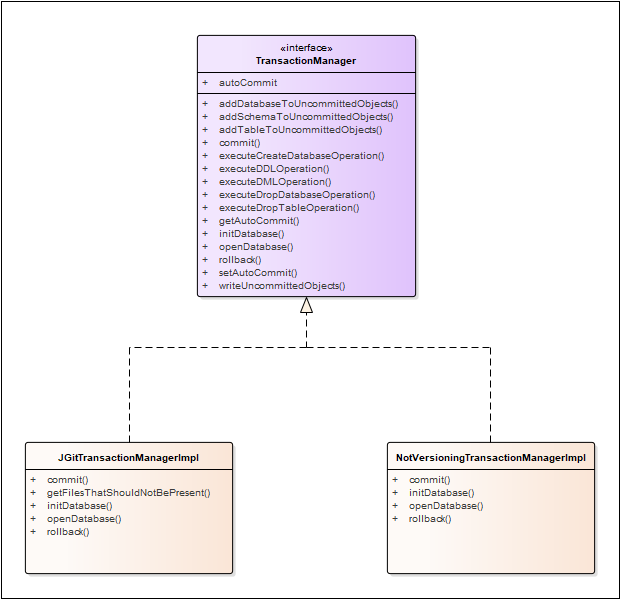 «interface»
TransactionManager
+ autoCommit
+ addDatabaseToUncommittedObjects()
+ addSchemaToUncommittedObjects()
+ addTableToUncommittedObjects()
+ commit()
+ executeCreateDatabaseOperation()
+ executeDDLOperation()
+ executeDMLOperation()
+ executeDropDatabaseOperation()
+ executeDropTableOperation()
+ getAutoCommit()
+ initDatabase()
+ openDatabase()
+ rollback()
+ setAutoCommit()
+ writeUncommittedObjects()
JGitTransactionManagerImpl
+ commit()
+ getFilesThatShouldNotBePresent()
+ initDatabase()
+ openDatabase()
+ rollback()
NotVersioningTransactionManagerImpl
+ commit()
+ initDatabase()
+ openDatabase()
+ rollback()